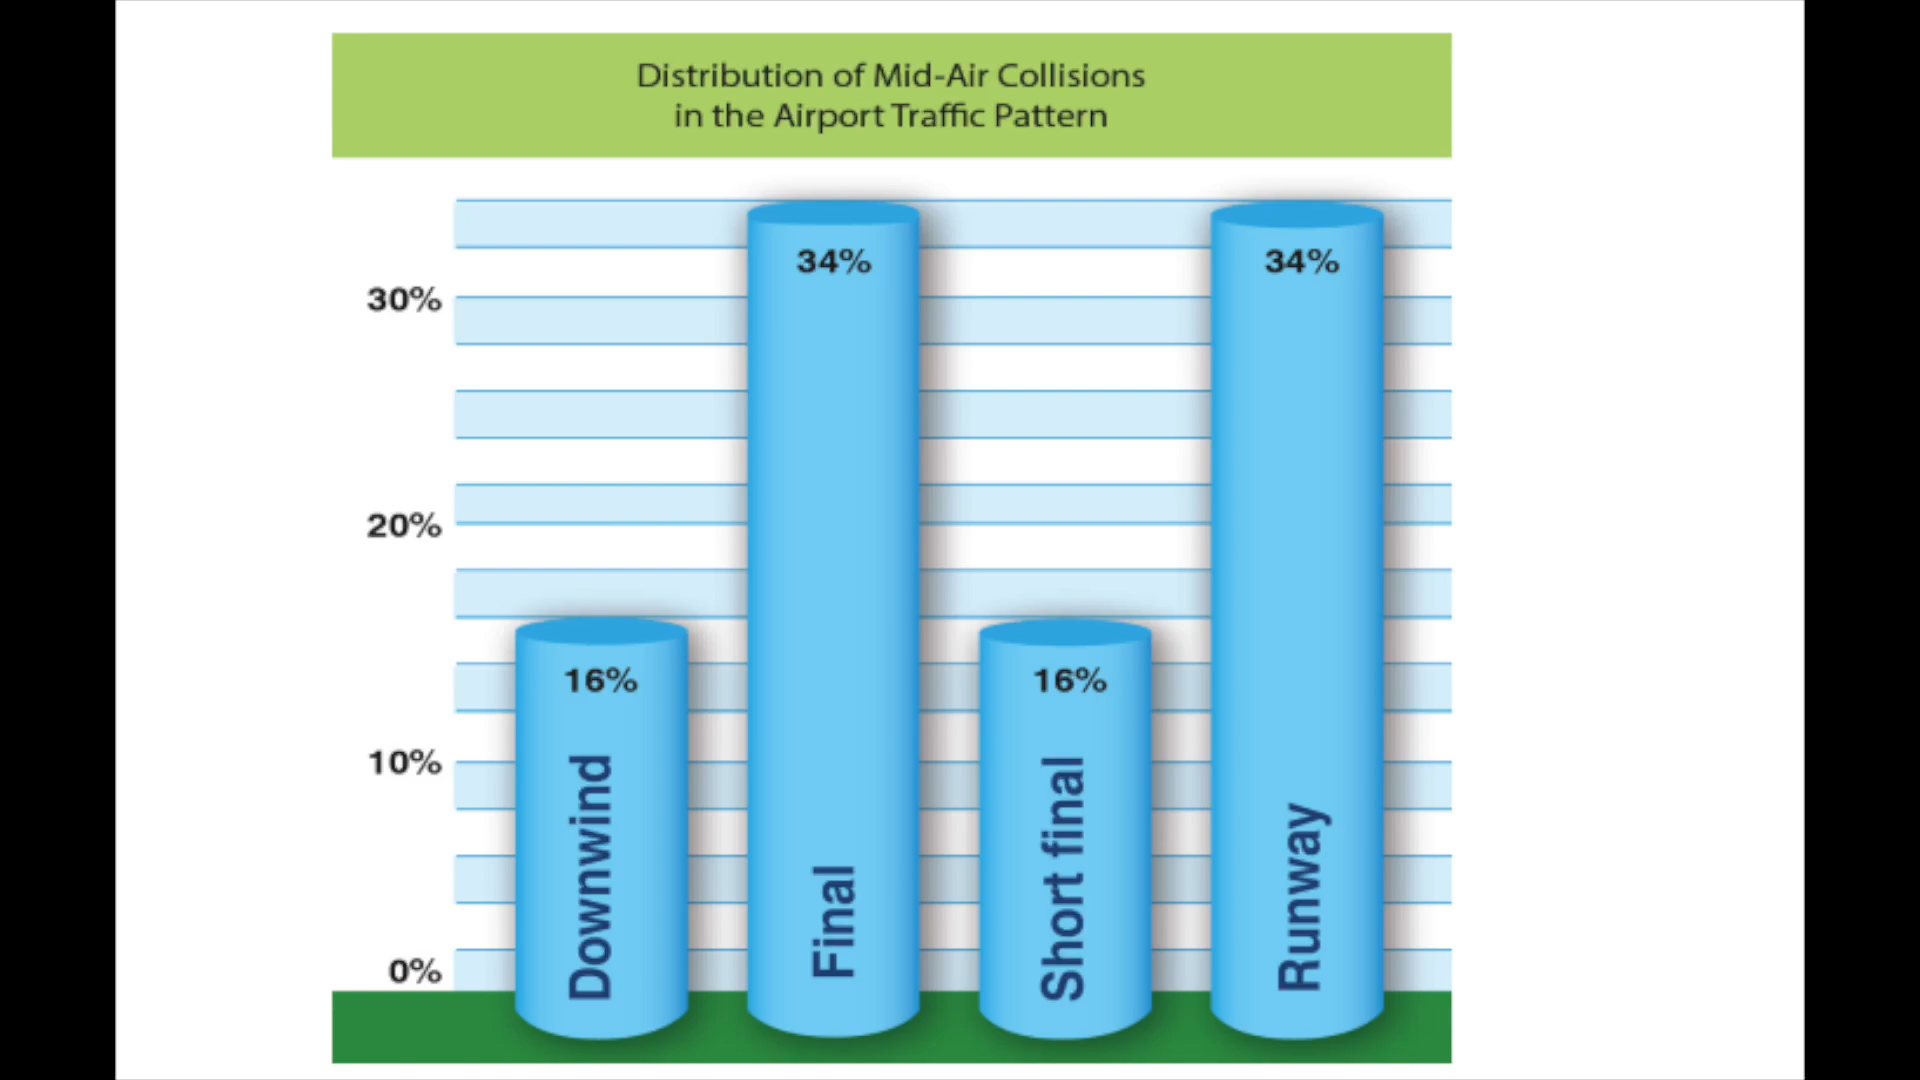 Distribution of Mid-Air Collisions
in the Airport Traffic Pattern
30%
20%
10%
0%
16%
Downwind
34%
Final
16%
Short final
34%
Runway